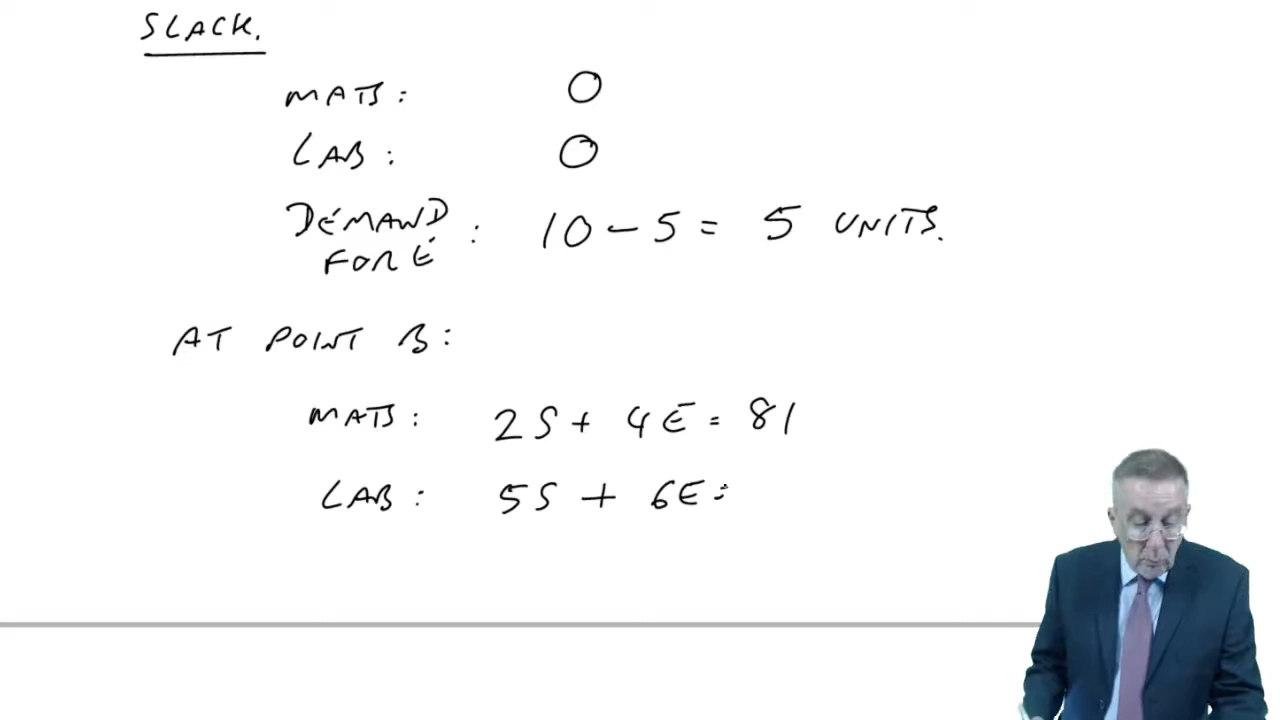 SLACK.
MATS: 0
LAB: 0
DEMAND FOR E: 10 - 5 = 5 UNITS.
AT POINT B:
MATS: 2S + 4E = 81
LAB: 5S + 6E =